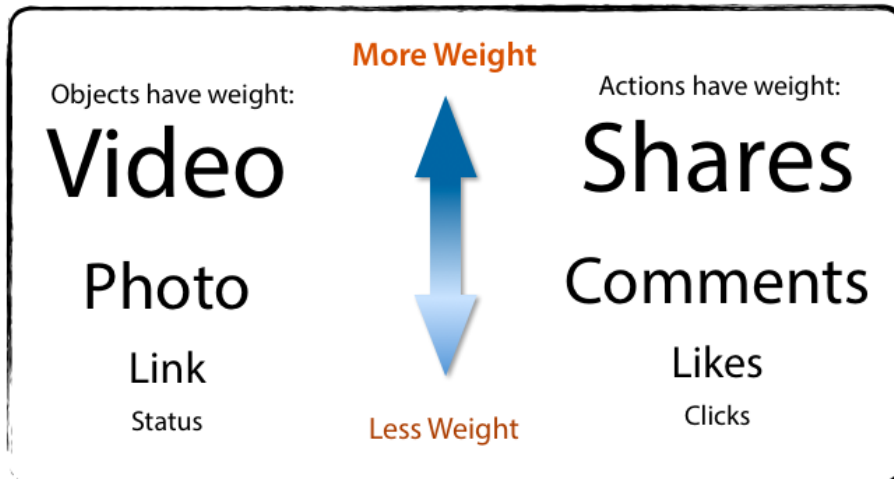 More Weight
Objects have weight:
Video
Photo
Link
Status
Actions have weight:
Shares
Comments
Likes
Clicks
Less Weight